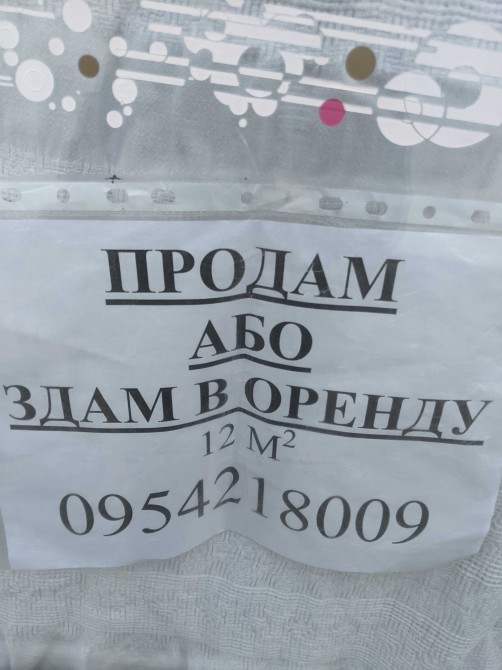 ПРОДАМ
АБО
ЗДАМ В ОРЕНДУ
12 М²
0954218009